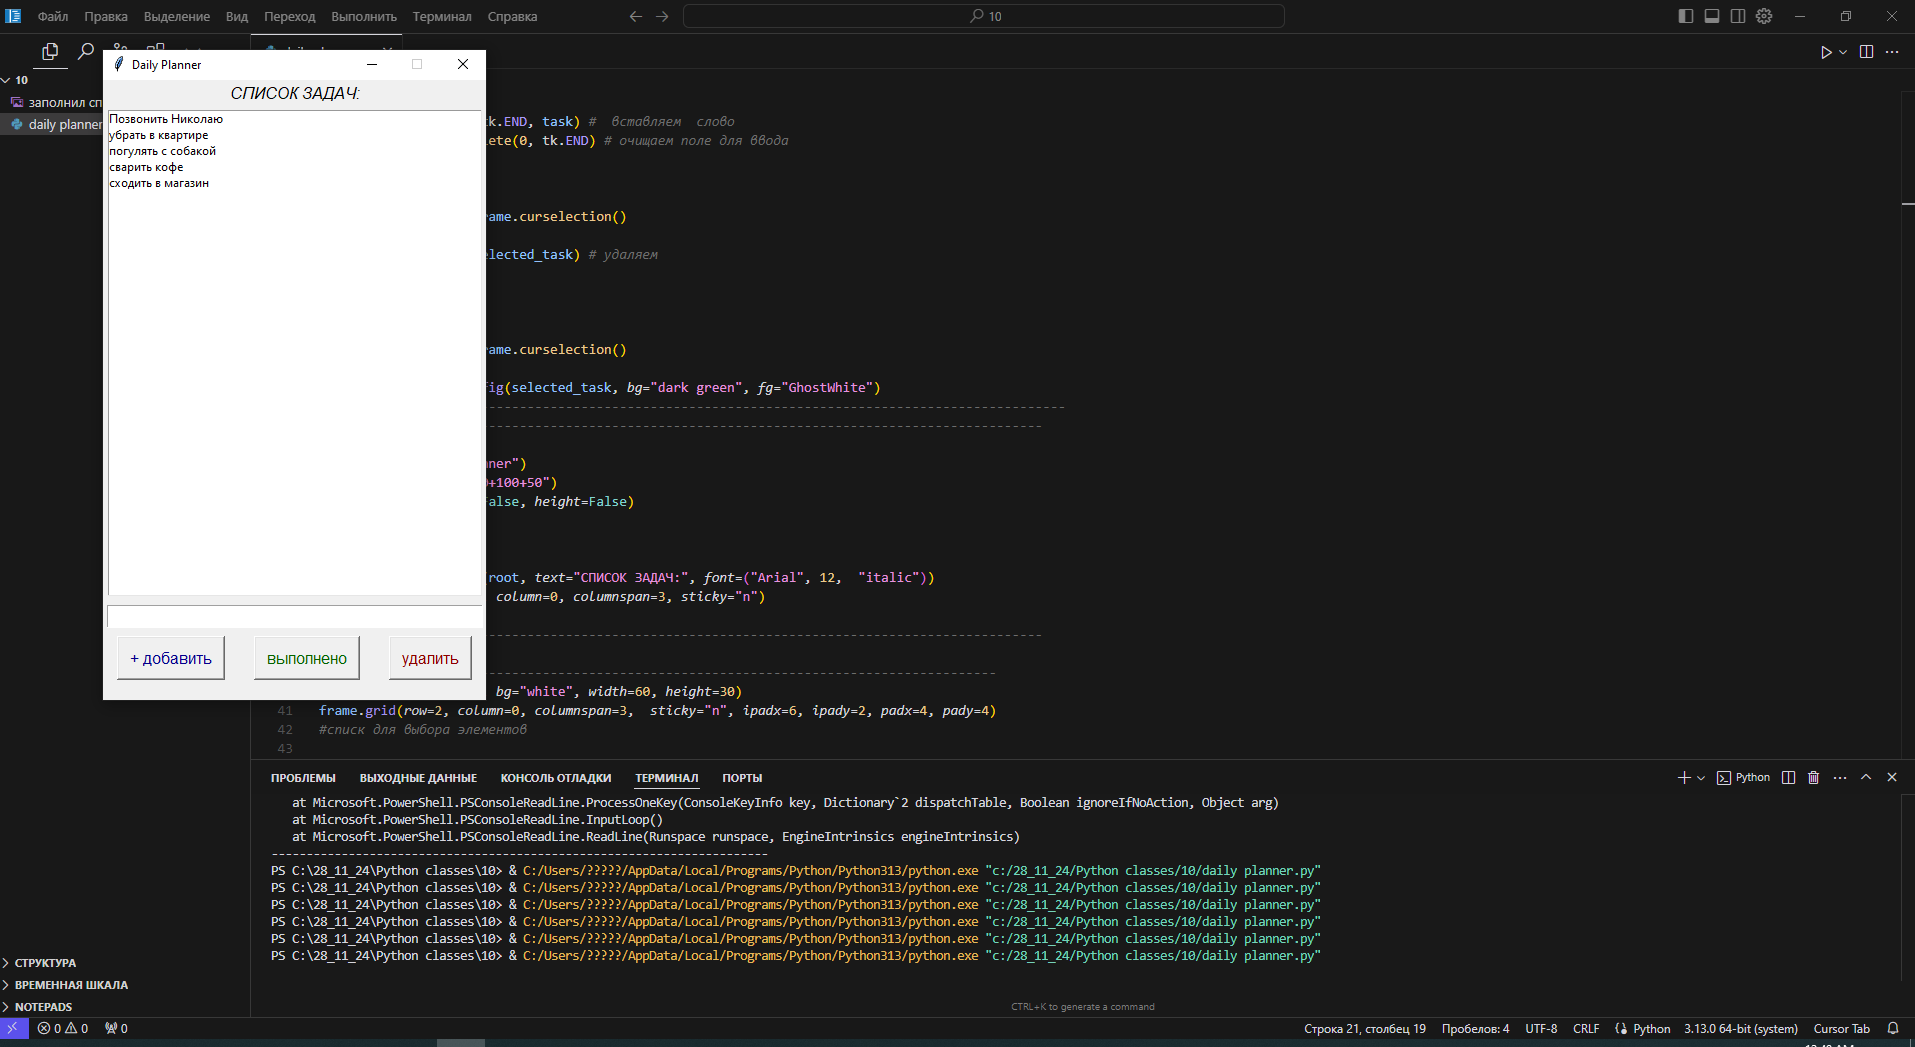 Файл Правка Выделение Вид Переход Выполнить Терминал Справка
10
10
заполнил сп
daily planner
Daily Planner
СПИСОК ЗАДАЧ:
Позвонить Николаю
убрать в квартире
погулять с собакой
сварить кофе
сходить в магазин
+ добавить выполнено удалить
tk.END, task) # вставляем слово
ete(0, tk.END) # очищаем поле для ввода
ame.curselection()
elected_task) # удаляем
ame.curselection()
fig(selected_task, bg="dark green", fg="GhostWhite")
---------------------------------------------------------------------------
------------------------------------------------------------------------
nner")
0+100+50")
False, height=False)
root, text="СПИСОК ЗАДАЧ:", font=("Arial", 12, "italic"))
column=0, columnspan=3, sticky="n")
------------------------------------------------------------------------
------------------------------------------------------------------
bg="white", width=60, height=30)
41 frame.grid(row=2, column=0, columnspan=3, sticky="n", ipadx=6, ipady=2, padx=4, pady=4)
42 #списк для выбора элементов
43
ПРОБЛЕМЫ ВЫХОДНЫЕ ДАННЫЕ КОНСОЛЬ ОТЛАДКИ ТЕРМИНАЛ ПОРТЫ
Python
at Microsoft.PowerShell.PSConsoleReadLine.ProcessOneKey(ConsoleKeyInfo key, Dictionary`2 dispatchTable, Boolean ignoreIfNoAction, Object arg)
at Microsoft.PowerShell.PSConsoleReadLine.InputLoop()
at Microsoft.PowerShell.PSConsoleReadLine.ReadLine(Runspace runspace, EngineIntrinsics engineIntrinsics)
-----------------------------------------------------------------------
PS C:\28_11_24\Python classes\10> & C:/Users/?????/AppData/Local/Programs/Python/Python313/python.exe "c:/28_11_24/Python classes/10/daily planner.py"
PS C:\28_11_24\Python classes\10> & C:/Users/?????/AppData/Local/Programs/Python/Python313/python.exe "c:/28_11_24/Python classes/10/daily planner.py"
PS C:\28_11_24\Python classes\10> & C:/Users/?????/AppData/Local/Programs/Python/Python313/python.exe "c:/28_11_24/Python classes/10/daily planner.py"
PS C:\28_11_24\Python classes\10> & C:/Users/?????/AppData/Local/Programs/Python/Python313/python.exe "c:/28_11_24/Python classes/10/daily planner.py"
PS C:\28_11_24\Python classes\10> & C:/Users/?????/AppData/Local/Programs/Python/Python313/python.exe "c:/28_11_24/Python classes/10/daily planner.py"
PS C:\28_11_24\Python classes\10> & C:/Users/?????/AppData/Local/Programs/Python/Python313/python.exe "c:/28_11_24/Python classes/10/daily planner.py"
CTRL+K to generate a command
СТРУКТУРА
ВРЕМЕННАЯ ШКАЛА
NOTEPADS
0 0 0
Строка 21, столбец 19 Пробелов: 4 UTF-8 CRLF Python 3.13.0 64-bit (system) Cursor Tab